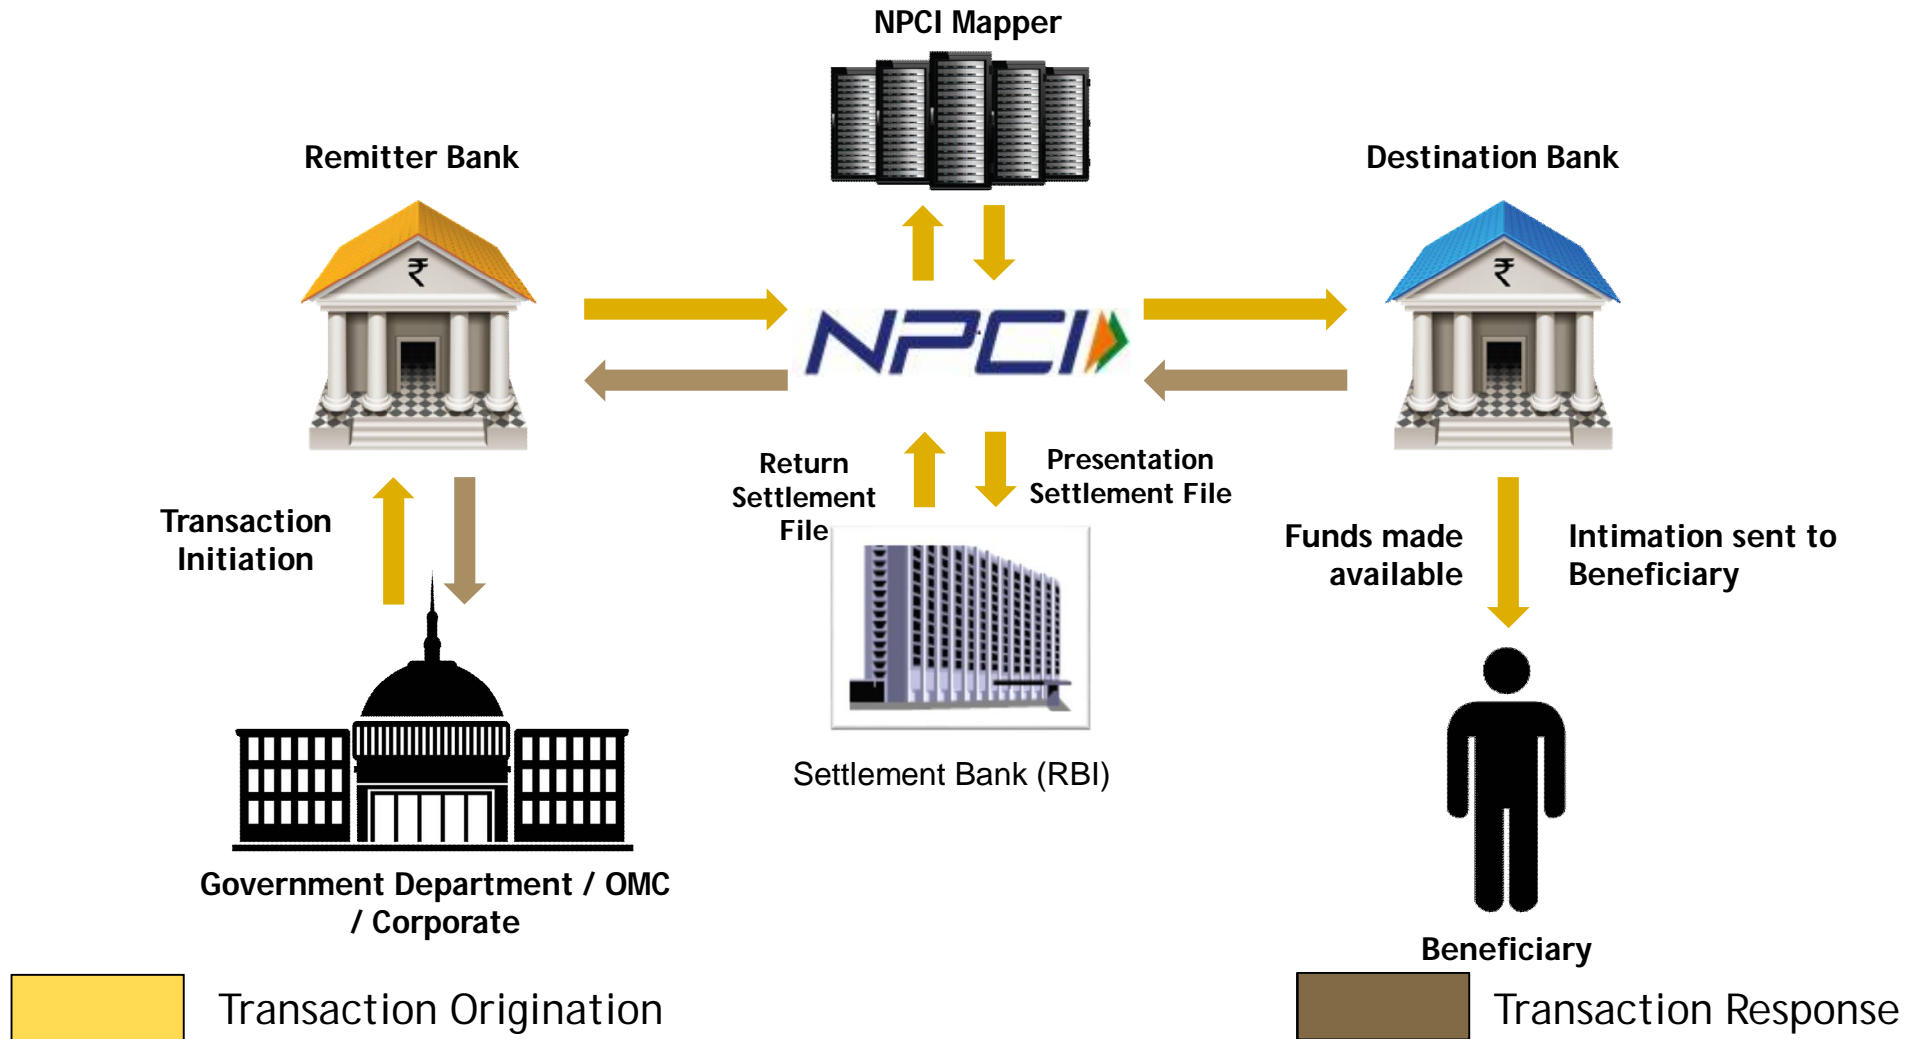 NPCI Mapper
Remitter Bank
Destination Bank
₹
₹
NPCI
Return
Settlement
File
Presentation
Settlement File
Transaction
Initiation
Funds made
available
Intimation sent to
Beneficiary
Settlement Bank (RBI)
Government Department / OMC
/ Corporate
Beneficiary
Transaction Origination
Transaction Response